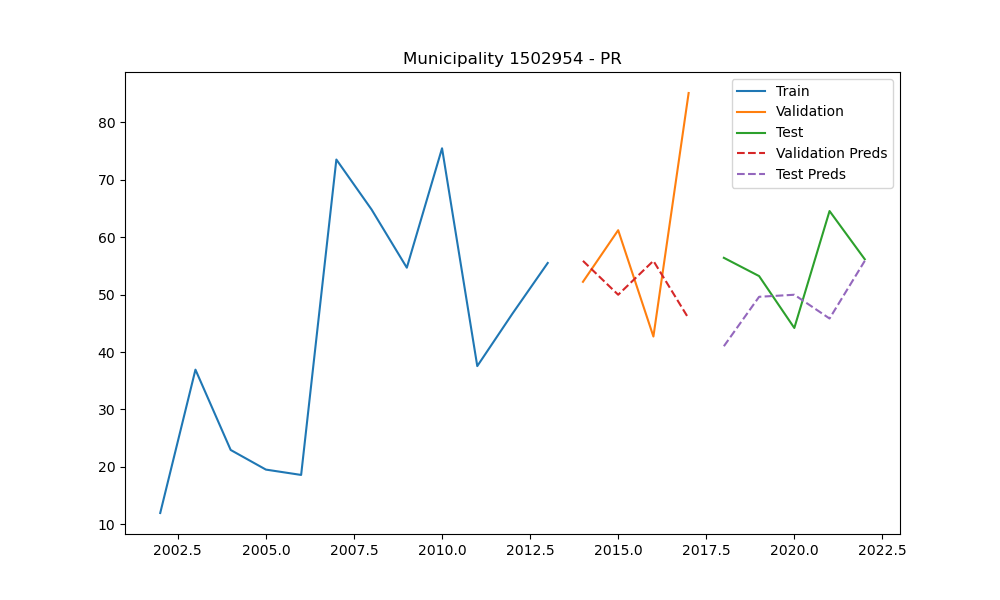 Municipality 1502954 - PR
Train
Validation
Test
Validation Preds
Test Preds
80
70
60
50
40
30
20
10
2002.5 2005.0 2007.5 2010.0 2012.5 2015.0 2017.5 2020.0 2022.5